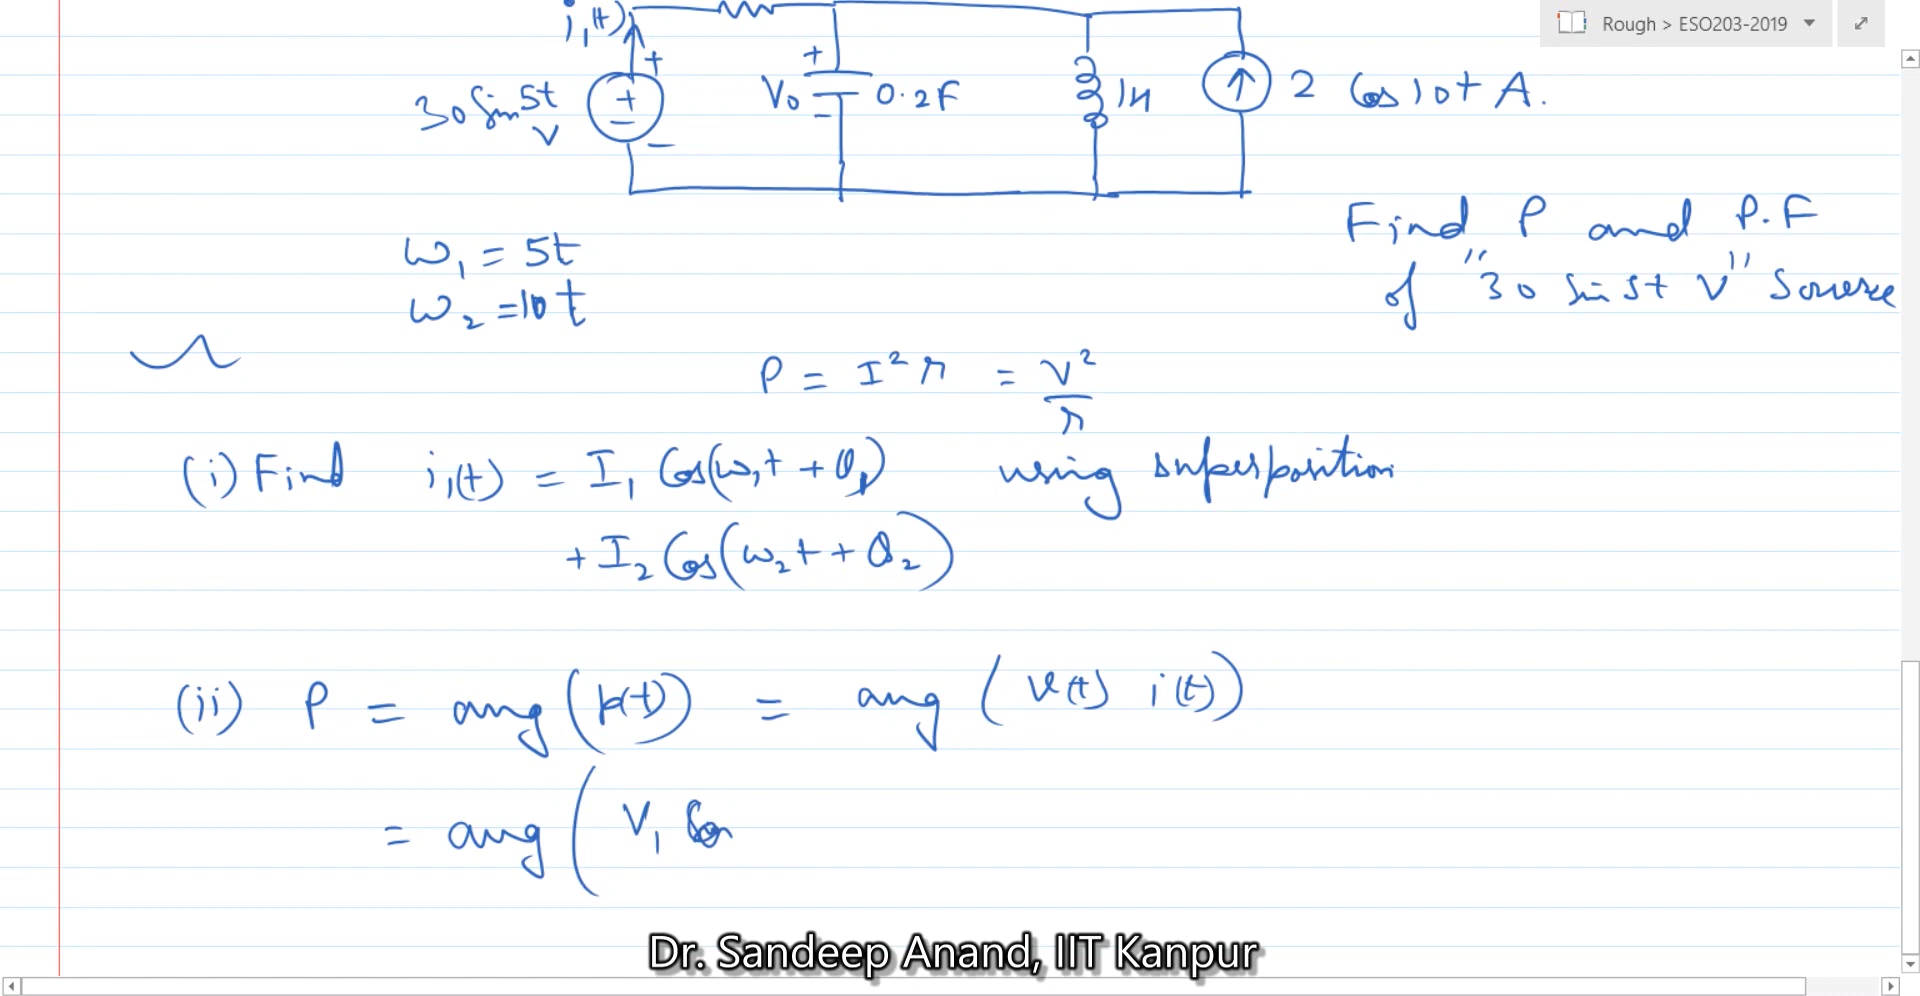 Rough > ESO203-2019
i₁(t)
+
30 Sin 5t
V
+
−
−
+
V₀
−
0.2F
1H
2 Cos 10t A.
Find P and P.F
of "30 Sin 5t V" Source
ω₁ = 5t
ω₂ = 10t
P = I² r = V²/r
(i) Find i₁(t) = I₁ Cos(ω₁t + θ₁) using superposition
+ I₂ Cos(ω₂t + θ₂)
(ii) P = avg (p(t)) = avg (v(t) i(t))
= avg ( V₁
Dr. Sandeep Anand, IIT Kanpur